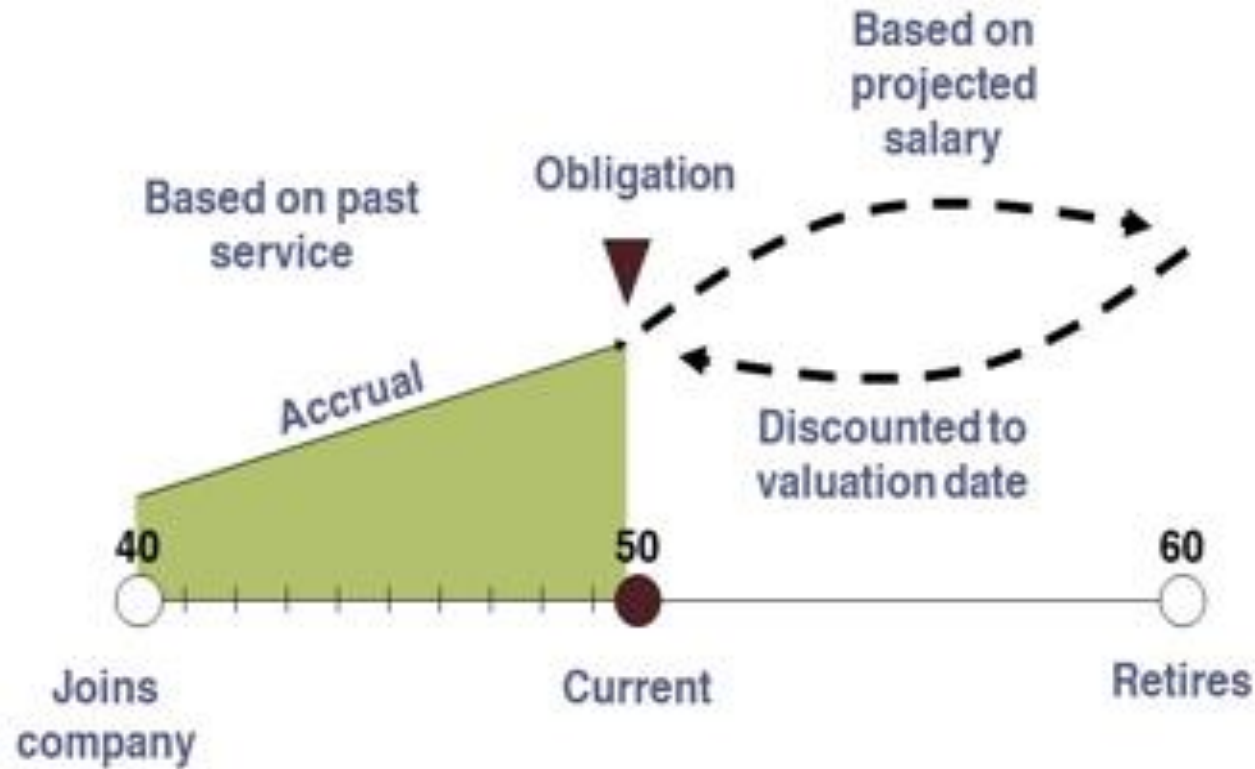 Based on
projected
salary
Obligation
Based on past
service
Accrual
Discounted to
valuation date
40
50
60
Joins
company
Current
Retires